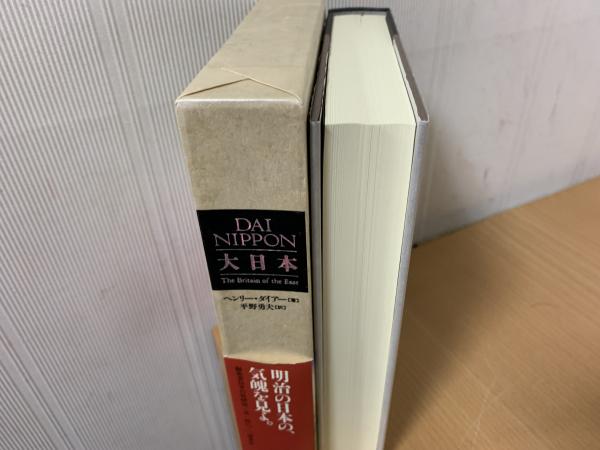 DAI
NIPPON
大日本
The Britain of the East
ヘンリー・ダイアー[著]
平野勇夫[訳]
明治の日本の、
気魄を見よ。